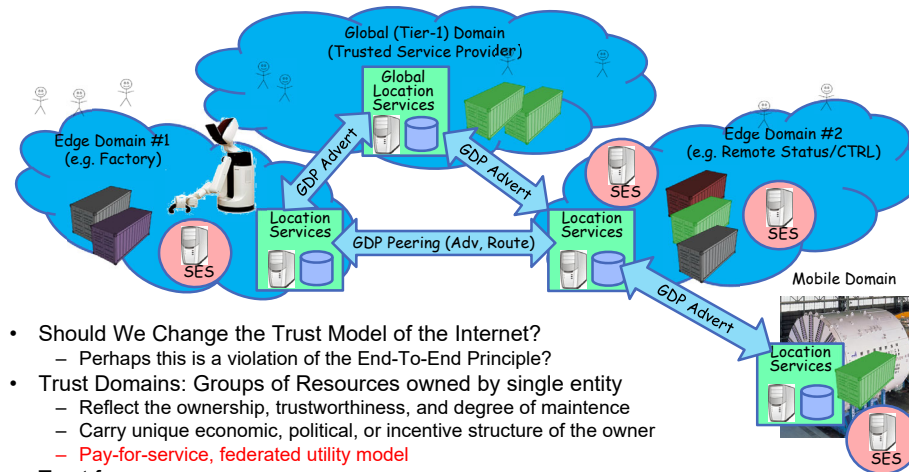 Global (Tier-1) Domain
(Trusted Service Provider)
Global
Location
Services
Edge Domain #1
(e.g. Factory)
Edge Domain #2
(e.g. Remote Status/CTRL)
GDP Advert
GDP Advert
SES
SES
SES
Location
Services
GDP Peering (Adv, Route)
Location
Services
GDP Advert
Mobile Domain
Location
Services
SES
• Should We Change the Trust Model of the Internet?
– Perhaps this is a violation of the End-To-End Principle?
• Trust Domains: Groups of Resources owned by single entity
– Reflect the ownership, trustworthiness, and degree of maintence
– Carry unique economic, political, or incentive structure of the owner
– Pay-for-service, federated utility model